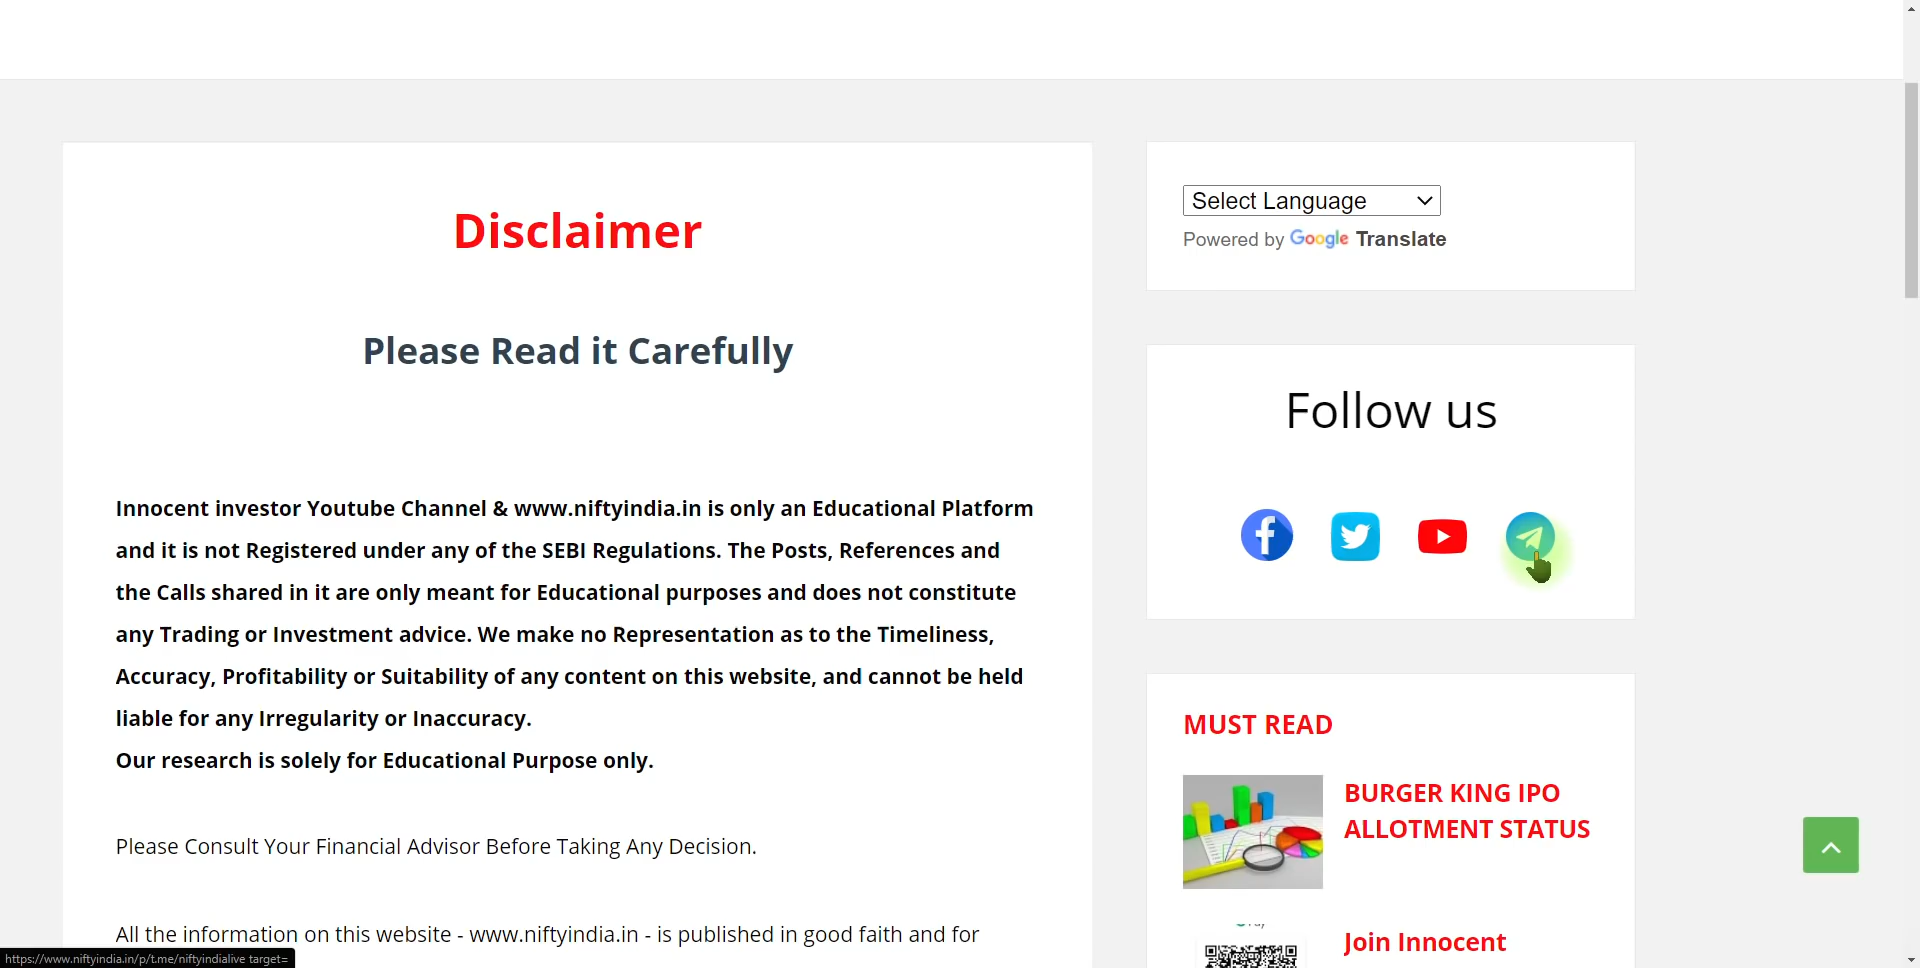 Disclaimer
Please Read it Carefully
Innocent investor Youtube Channel & www.niftyindia.in is only an Educational Platform
and it is not Registered under any of the SEBI Regulations. The Posts, References and
the Calls shared in it are only meant for Educational purposes and does not constitute
any Trading or Investment advice. We make no Representation as to the Timeliness,
Accuracy, Profitability or Suitability of any content on this website, and cannot be held
liable for any Irregularity or Inaccuracy.
Our research is solely for Educational Purpose only.
Please Consult Your Financial Advisor Before Taking Any Decision.
All the information on this website - www.niftyindia.in - is published in good faith and for
https://www.niftyindia.in/p/t.me/niftyindialive target=
Select Language
Powered by Google Translate
Follow us
MUST READ
BURGER KING IPO
ALLOTMENT STATUS
Join Innocent